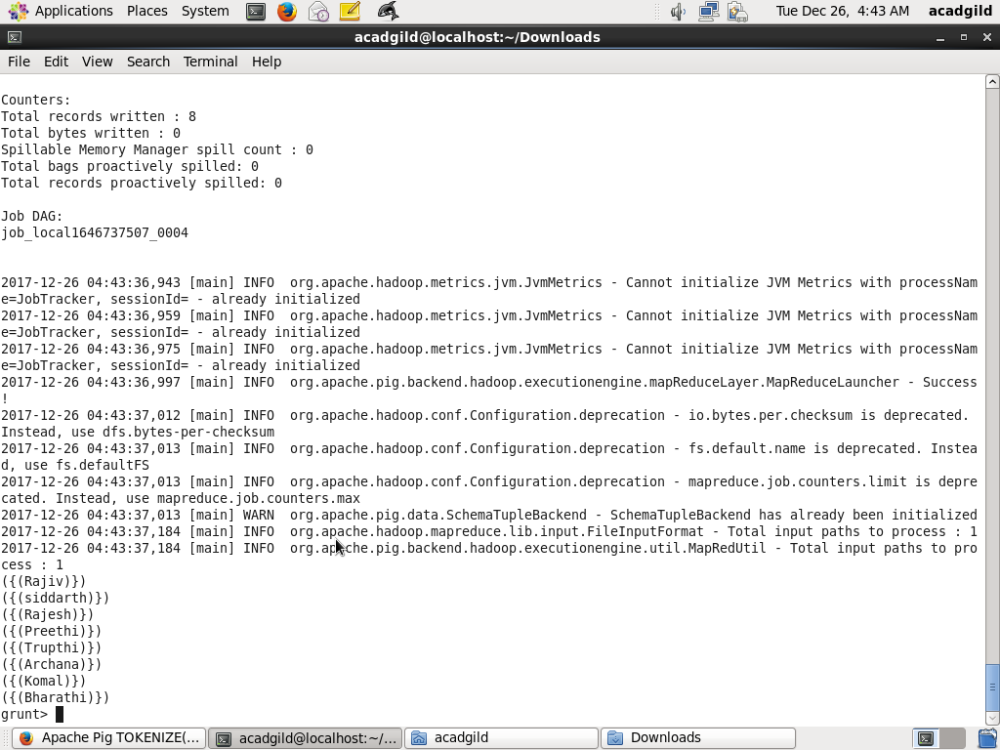 Applications Places System Tue Dec 26, 4:43 AM acadgild
acadgild@localhost:~/Downloads
File Edit View Search Terminal Help
Counters:
Total records written : 8
Total bytes written : 0
Spillable Memory Manager spill count : 0
Total bags proactively spilled: 0
Total records proactively spilled: 0
Job DAG:
job_local1646737507_0004
2017-12-26 04:43:36,943 [main] INFO  org.apache.hadoop.metrics.jvm.JvmMetrics - Cannot initialize JVM Metrics with processNam
e=JobTracker, sessionId= - already initialized
2017-12-26 04:43:36,959 [main] INFO  org.apache.hadoop.metrics.jvm.JvmMetrics - Cannot initialize JVM Metrics with processNam
e=JobTracker, sessionId= - already initialized
2017-12-26 04:43:36,975 [main] INFO  org.apache.hadoop.metrics.jvm.JvmMetrics - Cannot initialize JVM Metrics with processNam
e=JobTracker, sessionId= - already initialized
2017-12-26 04:43:36,997 [main] INFO  org.apache.pig.backend.hadoop.executionengine.mapReduceLayer.MapReduceLauncher - Success
!
2017-12-26 04:43:37,012 [main] INFO  org.apache.hadoop.conf.Configuration.deprecation - io.bytes.per.checksum is deprecated.
Instead, use dfs.bytes-per-checksum
2017-12-26 04:43:37,013 [main] INFO  org.apache.hadoop.conf.Configuration.deprecation - fs.default.name is deprecated. Instea
d, use fs.defaultFS
2017-12-26 04:43:37,013 [main] INFO  org.apache.hadoop.conf.Configuration.deprecation - mapreduce.job.counters.limit is depre
cated. Instead, use mapreduce.job.counters.max
2017-12-26 04:43:37,013 [main] WARN  org.apache.pig.data.SchemaTupleBackend - SchemaTupleBackend has already been initialized
2017-12-26 04:43:37,184 [main] INFO  org.apache.hadoop.mapreduce.lib.input.FileInputFormat - Total input paths to process : 1
2017-12-26 04:43:37,184 [main] INFO  org.apache.pig.backend.hadoop.executionengine.util.MapRedUtil - Total input paths to pro
cess : 1
({(Rajiv)})
({(siddarth)})
({(Rajesh)})
({(Preethi)})
({(Trupthi)})
({(Archana)})
({(Komal)})
({(Bharathi)})
grunt>
Apache Pig TOKENIZE(... acadgild@localhost:~/... acadgild Downloads